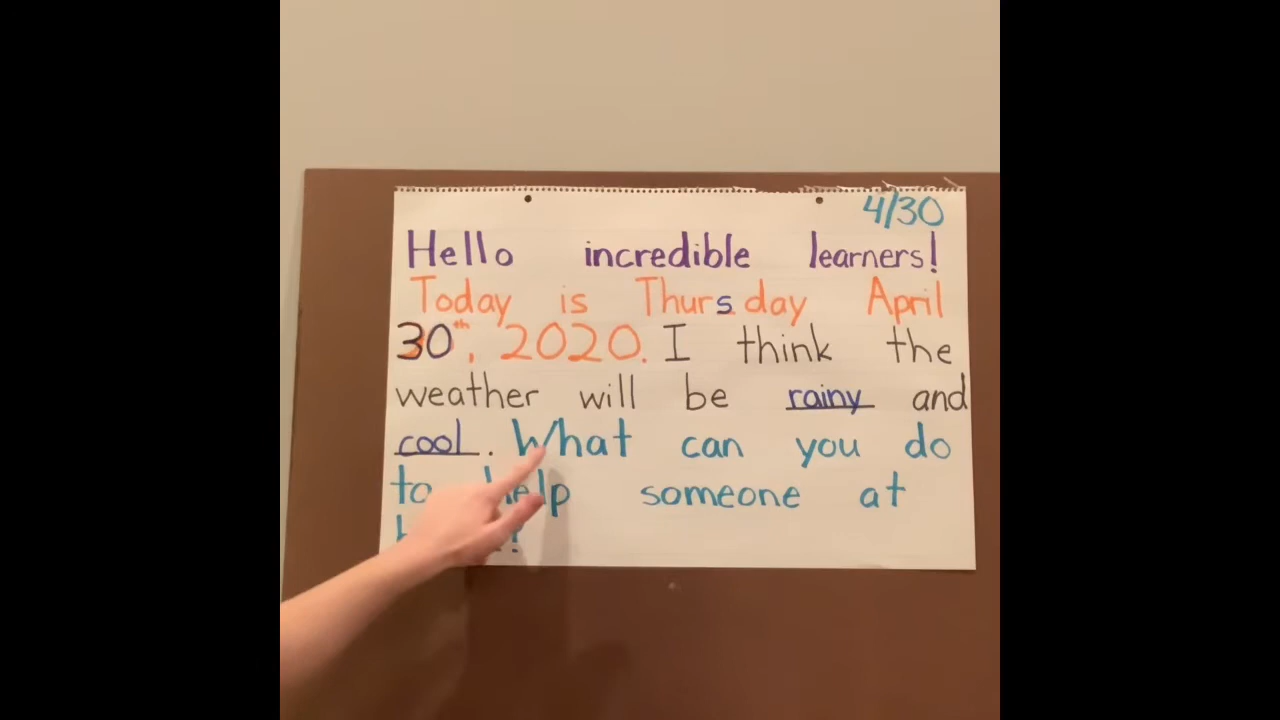 4/30
Hello incredible learners!
Today is Thursday April
30th, 2020. I think the
weather will be rainy and
cool. What can you do
to help someone at